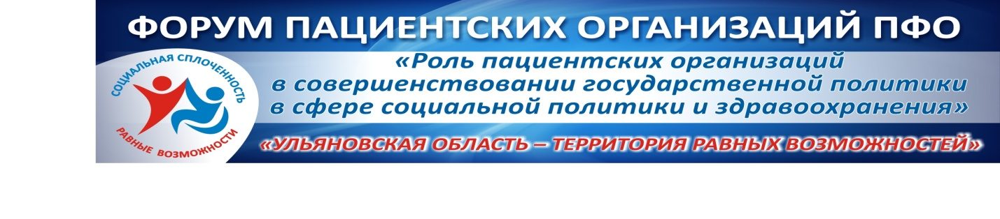 ФОРУМ ПАЦИЕНТСКИХ ОРГАНИЗАЦИЙ ПФО
«Роль пациентских организаций
в совершенствовании государственной политики
в сфере социальной политики и здравоохранения»
СОЦИАЛЬНАЯ СПЛОЧЕННОСТЬ
РАВНЫЕ ВОЗМОЖНОСТИ
«УЛЬЯНОВСКАЯ ОБЛАСТЬ – ТЕРРИТОРИЯ РАВНЫХ ВОЗМОЖНОСТЕЙ»